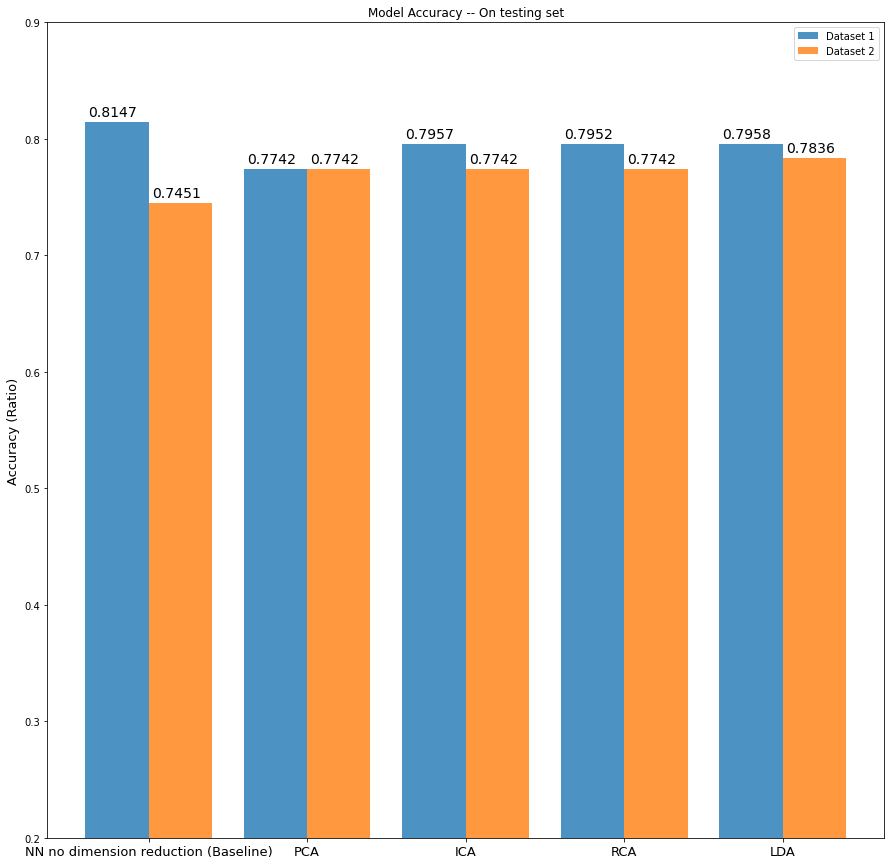 Model Accuracy -- On testing set
Dataset 1
Dataset 2
Accuracy (Ratio)
0.9
0.8
0.7
0.6
0.5
0.4
0.3
0.2
0.8147
0.7451
0.7742
0.7742
0.7957
0.7742
0.7952
0.7742
0.7958
0.7836
NN no dimension reduction (Baseline)
PCA
ICA
RCA
LDA